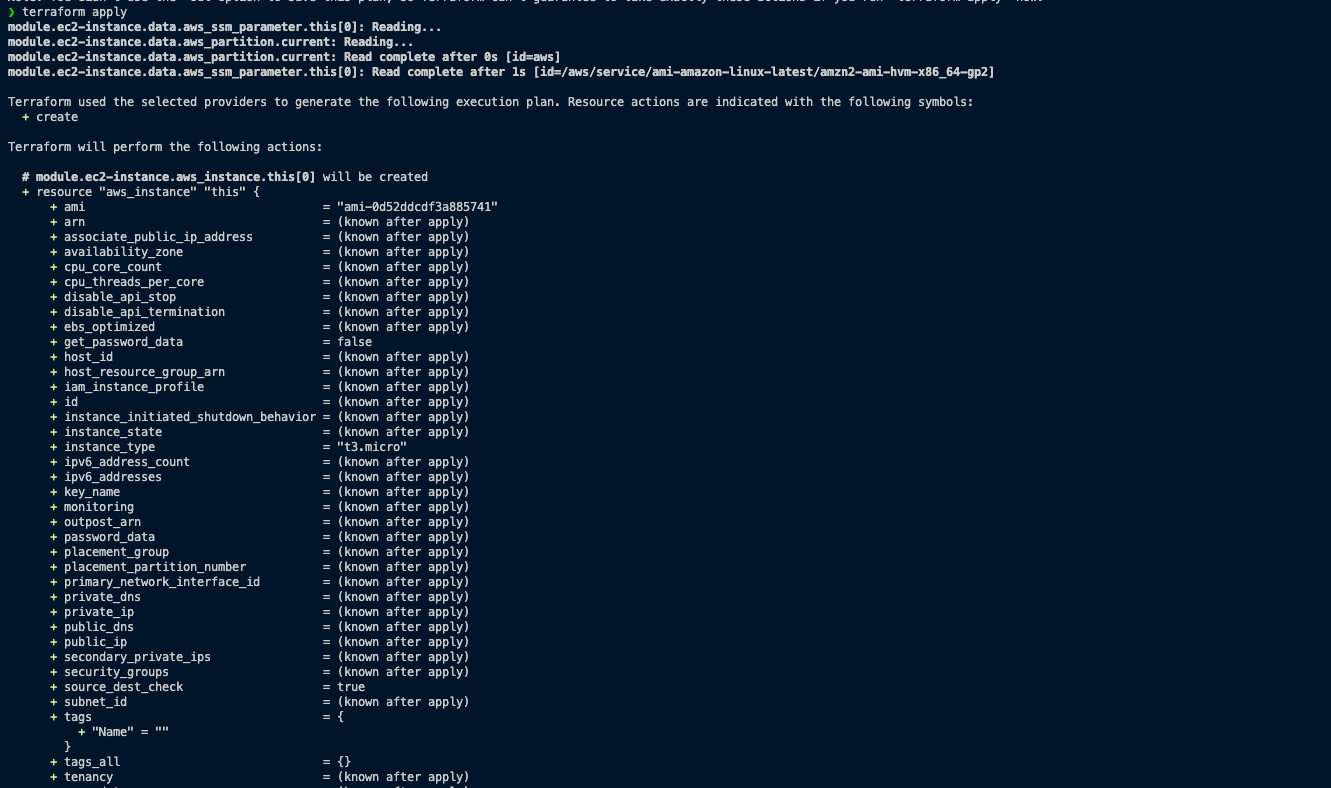 ❯ terraform apply
module.ec2-instance.data.aws_ssm_parameter.this[0]: Reading...
module.ec2-instance.data.aws_partition.current: Reading...
module.ec2-instance.data.aws_partition.current: Read complete after 0s [id=aws]
module.ec2-instance.data.aws_ssm_parameter.this[0]: Read complete after 1s [id=/aws/service/ami-amazon-linux-latest/amzn2-ami-hvm-x86_64-gp2]
Terraform used the selected providers to generate the following execution plan. Resource actions are indicated with the following symbols:
  + create
Terraform will perform the following actions:
  # module.ec2-instance.aws_instance.this[0] will be created
  + resource "aws_instance" "this" {
      + ami                                  = "ami-0d52ddcdf3a885741"
      + arn                                  = (known after apply)
      + associate_public_ip_address          = (known after apply)
      + availability_zone                    = (known after apply)
      + cpu_core_count                       = (known after apply)
      + cpu_threads_per_core                 = (known after apply)
      + disable_api_stop                     = (known after apply)
      + disable_api_termination              = (known after apply)
      + ebs_optimized                        = (known after apply)
      + get_password_data                    = false
      + host_id                              = (known after apply)
      + host_resource_group_arn              = (known after apply)
      + iam_instance_profile                 = (known after apply)
      + id                                   = (known after apply)
      + instance_initiated_shutdown_behavior = (known after apply)
      + instance_state                       = (known after apply)
      + instance_type                        = "t3.micro"
      + ipv6_address_count                   = (known after apply)
      + ipv6_addresses                       = (known after apply)
      + key_name                             = (known after apply)
      + monitoring                           = (known after apply)
      + outpost_arn                          = (known after apply)
      + password_data                        = (known after apply)
      + placement_group                      = (known after apply)
      + placement_partition_number           = (known after apply)
      + primary_network_interface_id         = (known after apply)
      + private_dns                          = (known after apply)
      + private_ip                           = (known after apply)
      + public_dns                           = (known after apply)
      + public_ip                            = (known after apply)
      + secondary_private_ips                = (known after apply)
      + security_groups                      = (known after apply)
      + source_dest_check                    = true
      + subnet_id                            = (known after apply)
      + tags                                 = {
          + "Name" = ""
        }
      + tags_all                             = {}
      + tenancy                              = (known after apply)